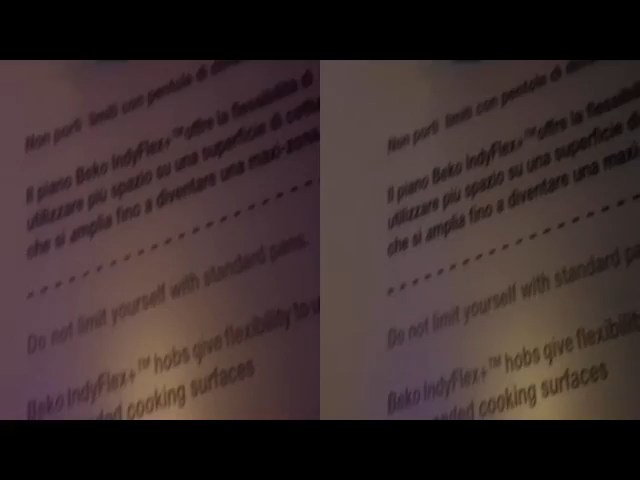 Non porti limiti con pentole di
Il piano Beko IndyFlex+™ offre la flessibilità di
utilizzare più spazio su una superficie di
che si amplia fino a diventare una maxi-zona
Do not limit yourself with standard pans.
Beko IndyFlex+™ hobs give flexibility to
cooking surfaces
Non porti limiti con pentole di
Il piano Beko IndyFlex+™ offre la flessibilità
utilizzare più spazio su una superficie di
che si amplia fino a diventare una maxi
Do not limit yourself with standard
Beko IndyFlex+™ hobs give
cooking surfaces